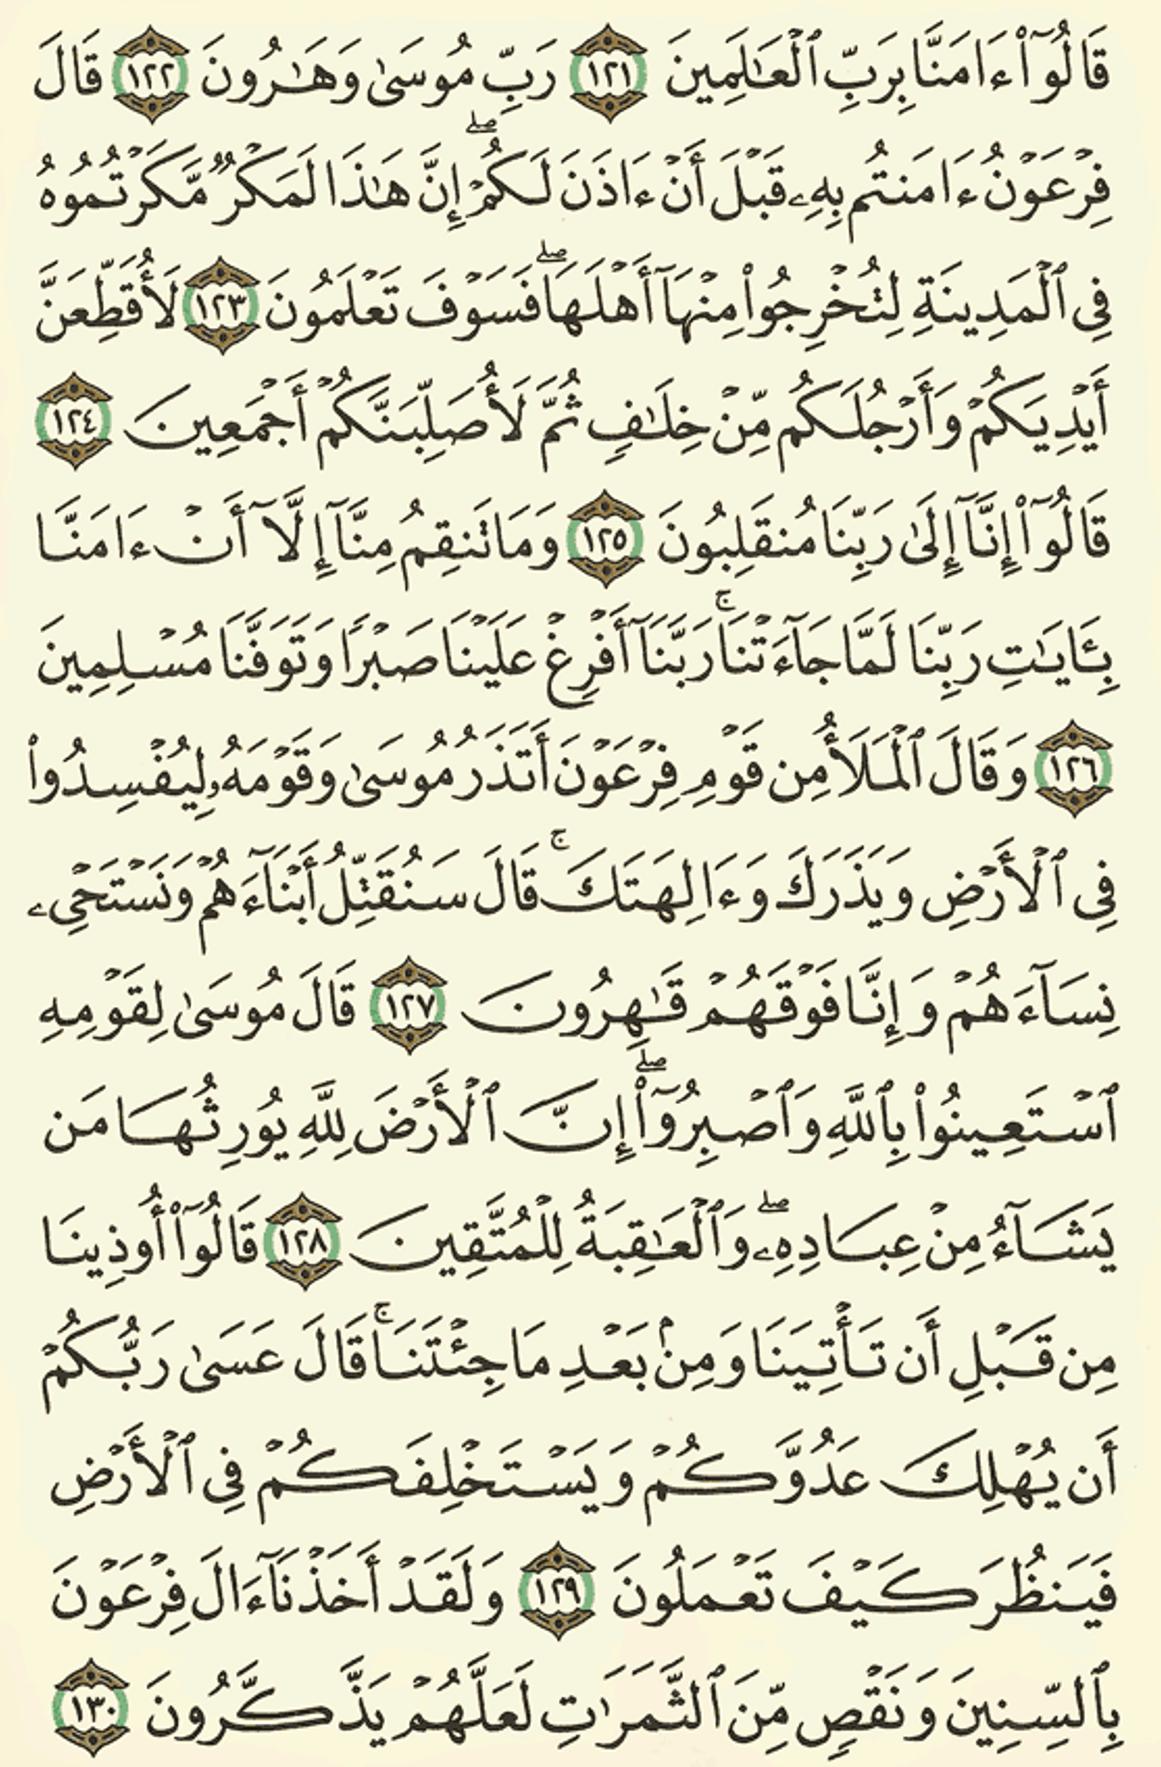 قَالُوٓا۟ ءَامَنَّا بِرَبِّ ٱلْعَـٰلَمِينَ ١٢١ رَبِّ مُوسَىٰ وَهَـٰرُونَ ١٢٢ قَالَ
فِرْعَوْنُ ءَامَنتُم بِهِۦ قَبْلَ أَنْ ءَاذَنَ لَكُمْ ۖ إِنَّ هَـٰذَا لَمَكْرٌ مَّكَرْتُمُوهُ
فِى ٱلْمَدِينَةِ لِتُخْرِجُوا۟ مِنْهَآ أَهْلَهَا ۖ فَسَوْفَ تَعْلَمُونَ ١٢٣ لَأُقَطِّعَنَّ
أَيْدِيَكُمْ وَأَرْجُلَكُم مِّنْ خِلَـٰفٍ ثُمَّ لَأُصَلِّبَنَّكُمْ أَجْمَعِينَ ١٢٤
قَالُوٓا۟ إِنَّآ إِلَىٰ رَبِّنَا مُنقَلِبُونَ ١٢٥ وَمَا تَنقِمُ مِنَّآ إِلَّآ أَنْ ءَامَنَّا
بِـَٔايَـٰتِ رَبِّنَا لَمَّا جَآءَتْنَا ۚ رَبَّنَآ أَفْرِغْ عَلَيْنَا صَبْرًا وَتَوَفَّنَا مُسْلِمِينَ
١٢٦ وَقَالَ ٱلْمَلَأُ مِن قَوْمِ فِرْعَوْنَ أَتَذَرُ مُوسَىٰ وَقَوْمَهُۥ لِيُفْسِدُوا۟
فِى ٱلْأَرْضِ وَيَذَرَكَ وَءَالِهَتَكَ ۚ قَالَ سَنُقَتِّلُ أَبْنَآءَهُمْ وَنَسْتَحْىِۦ
نِسَآءَهُمْ وَإِنَّا فَوْقَهُمْ قَـٰهِرُونَ ١٢٧ قَالَ مُوسَىٰ لِقَوْمِهِ
ٱسْتَعِينُوا۟ بِٱللَّهِ وَٱصْبِرُوٓا۟ ۖ إِنَّ ٱلْأَرْضَ لِلَّهِ يُورِثُهَا مَن
يَشَآءُ مِنْ عِبَادِهِۦ ۖ وَٱلْعَـٰقِبَةُ لِلْمُتَّقِينَ ١٢٨ قَالُوٓا۟ أُوذِينَا
مِن قَبْلِ أَن تَأْتِيَنَا وَمِنۢ بَعْدِ مَا جِئْتَنَا ۚ قَالَ عَسَىٰ رَبُّكُمْ
أَن يُهْلِكَ عَدُوَّكُمْ وَيَسْتَخْلِفَكُمْ فِى ٱلْأَرْضِ
فَيَنظُرَ كَيْفَ تَعْمَلُونَ ١٢٩ وَلَقَدْ أَخَذْنَآ ءَالَ فِرْعَوْنَ
بِٱلسِّنِينَ وَنَقْصٍ مِّنَ ٱلثَّمَرَٰتِ لَعَلَّهُمْ يَذَّكَّرُونَ ١٣٠